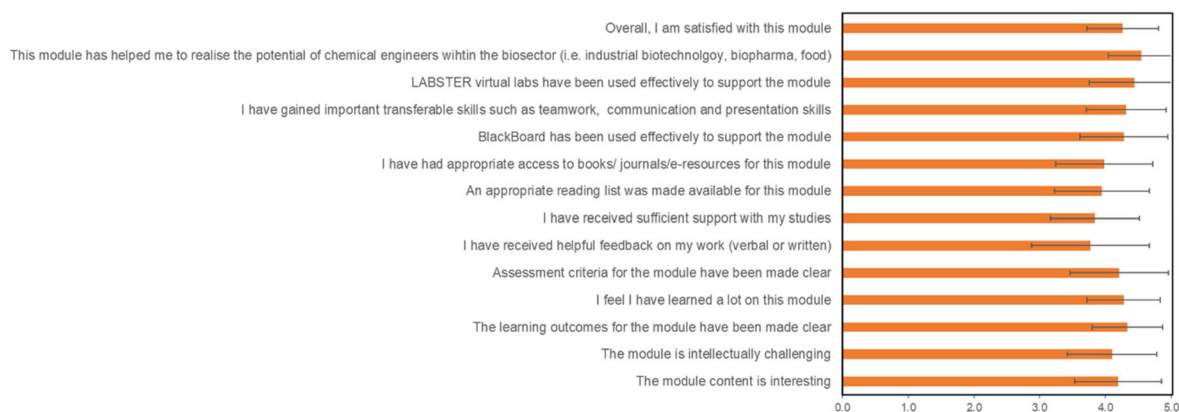 Overall, I am satisfied with this module
This module has helped me to realise the potential of chemical engineers wihtin the biosector (i.e. industrial biotechnolgoy, biopharma, food)
LABSTER virtual labs have been used effectively to support the module
I have gained important transferable skills such as teamwork, communication and presentation skills
BlackBoard has been used effectively to support the module
I have had appropriate access to books/ journals/e-resources for this module
An appropriate reading list was made available for this module
I have received sufficient support with my studies
I have received helpful feedback on my work (verbal or written)
Assessment criteria for the module have been made clear
I feel I have learned a lot on this module
The learning outcomes for the module have been made clear
The module is intellectually challenging
The module content is interesting
0.0 1.0 2.0 3.0 4.0 5.0